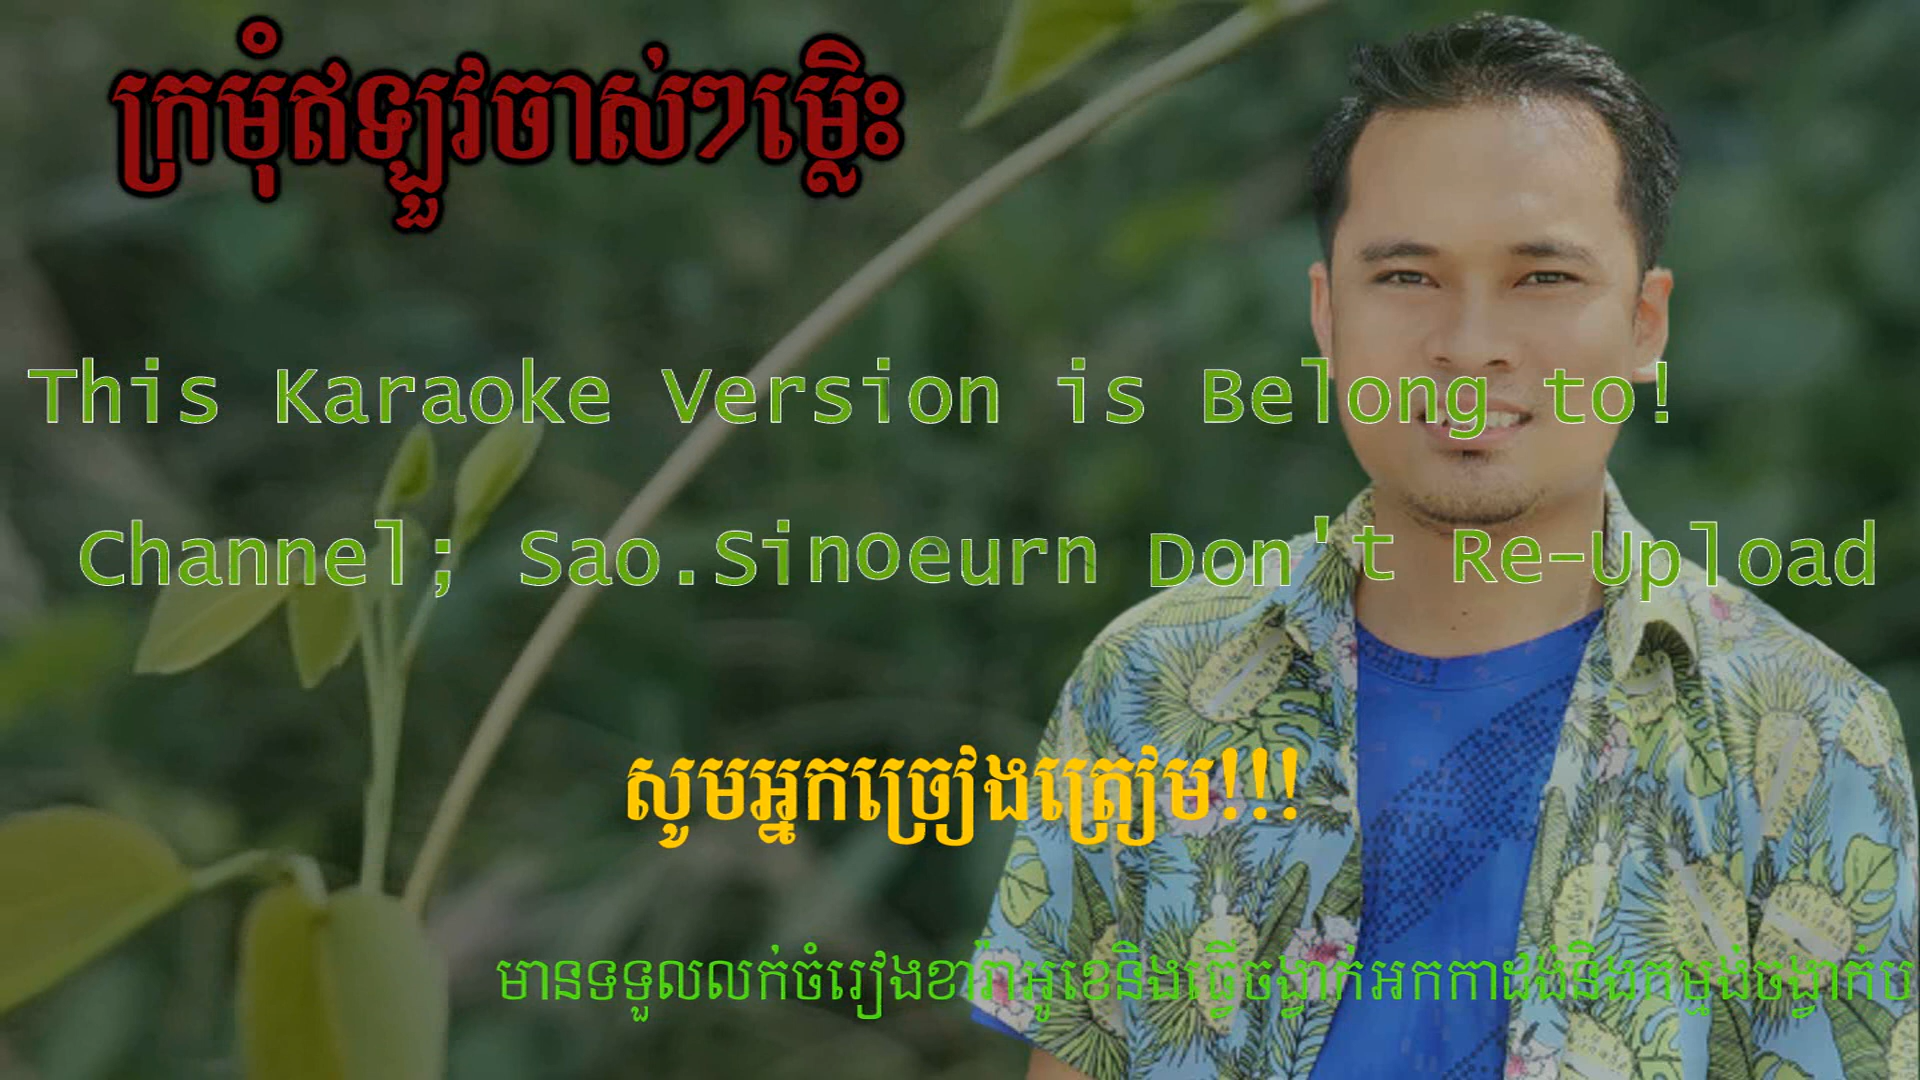 ក្រមុំឥឡូវចាស់ៗម្លើះ
This Karaoke Version is Belong to!
Channel; Sao.Sinoeurn Don't Re-Upload
សូមអ្នកច្រៀងត្រៀម!!!
មានទទួលលក់ចំរៀងខារ៉ាអូខេនិងធ្វើចង្វាក់អកកាដង់និងកម្មង់ចង្វាក់ប